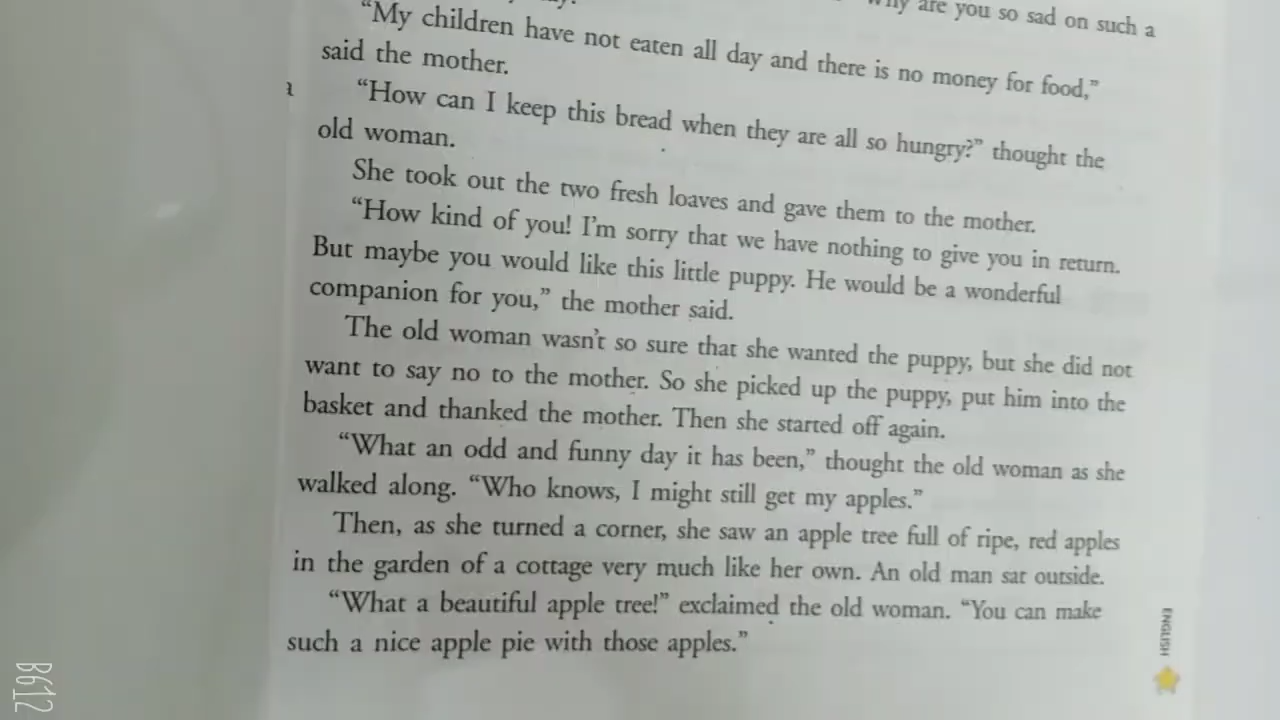 why are you so sad on such a
“My children have not eaten all day and there is no money for food,”
said the mother.
“How can I keep this bread when they are all so hungry?” thought the
old woman.
She took out the two fresh loaves and gave them to the mother.
“How kind of you! I’m sorry that we have nothing to give you in return.
But maybe you would like this little puppy. He would be a wonderful
companion for you,” the mother said.
The old woman wasn’t so sure that she wanted the puppy, but she did not
want to say no to the mother. So she picked up the puppy, put him into the
basket and thanked the mother. Then she started off again.
“What an odd and funny day it has been,” thought the old woman as she
walked along. “Who knows, I might still get my apples.”
Then, as she turned a corner, she saw an apple tree full of ripe, red apples
in the garden of a cottage very much like her own. An old man sat outside.
“What a beautiful apple tree!” exclaimed the old woman. “You can make
such a nice apple pie with those apples.”
ENGLISH
B612